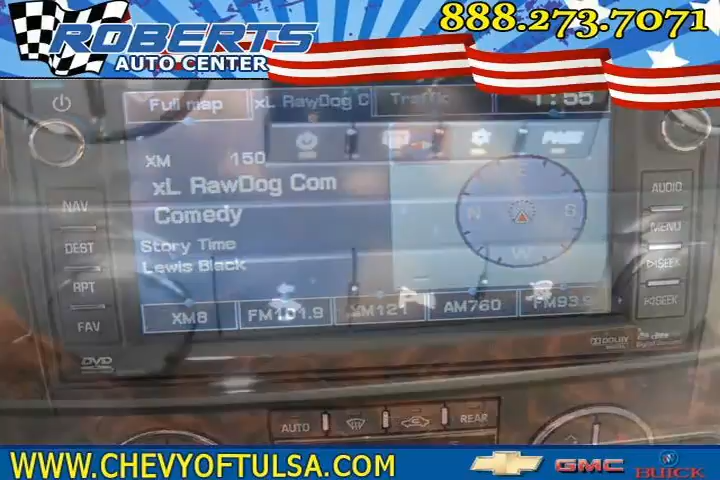 ROBERTS
AUTO CENTER
888.273.7071
Full map
xL RawDog C
Traffic
1:55
XM 150
xL RawDog Com
Comedy
Story Time
Lewis Black
E
N
S
W
XM8
FM101.9
XM121
AM760
FM93.9
NAV
DEST
RPT
FAV
AUDIO
MENU
SEEK
SEEK
DVD
DOLBY
AUTO
REAR
WWW.CHEVYOFTULSA.COM
GMC
BUICK